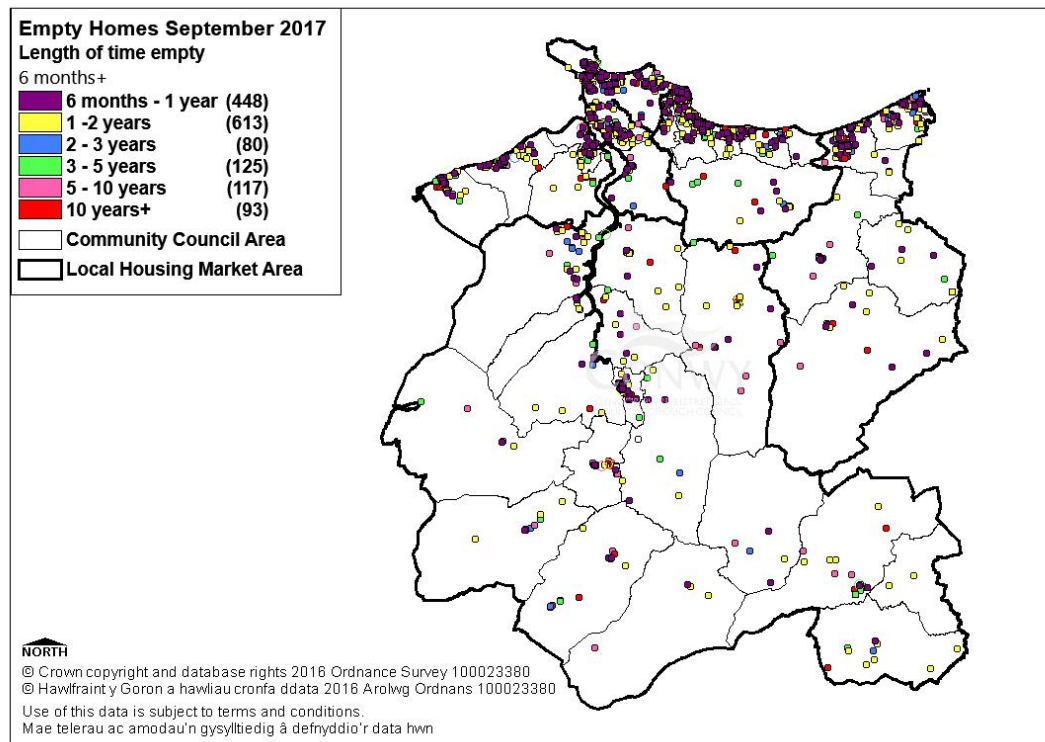 Empty Homes September 2017
Length of time empty
6 months+
6 months - 1 year (448)
1 -2 years (613)
2 - 3 years (80)
3 - 5 years (125)
5 - 10 years (117)
10 years+ (93)
Community Council Area
Local Housing Market Area
NORTH
© Crown copyright and database rights 2016 Ordnance Survey 100023380
© Hawlfraint y Goron a hawliau cronfa ddata 2016 Arolwg Ordnans 100023380
Use of this data is subject to terms and conditions.
Mae telerau ac amodau'n gysylltiedig â defnyddio'r data hwn